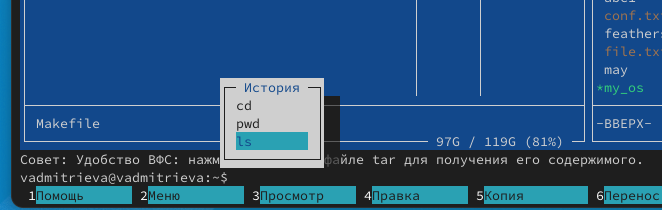 conf.tx
feathers
file.tx
may
*my_os
История
cd
pwd
ls
Makefile
-ВВЕРХ-
97G / 119G (81%)
Совет: Удобство ВФС: нажм файле tar для получения его содержимого.
vadmitrieva@vadmitrieva:~$
1Помощь 2Меню 3Просмотр 4Правка 5Копия 6Перенос